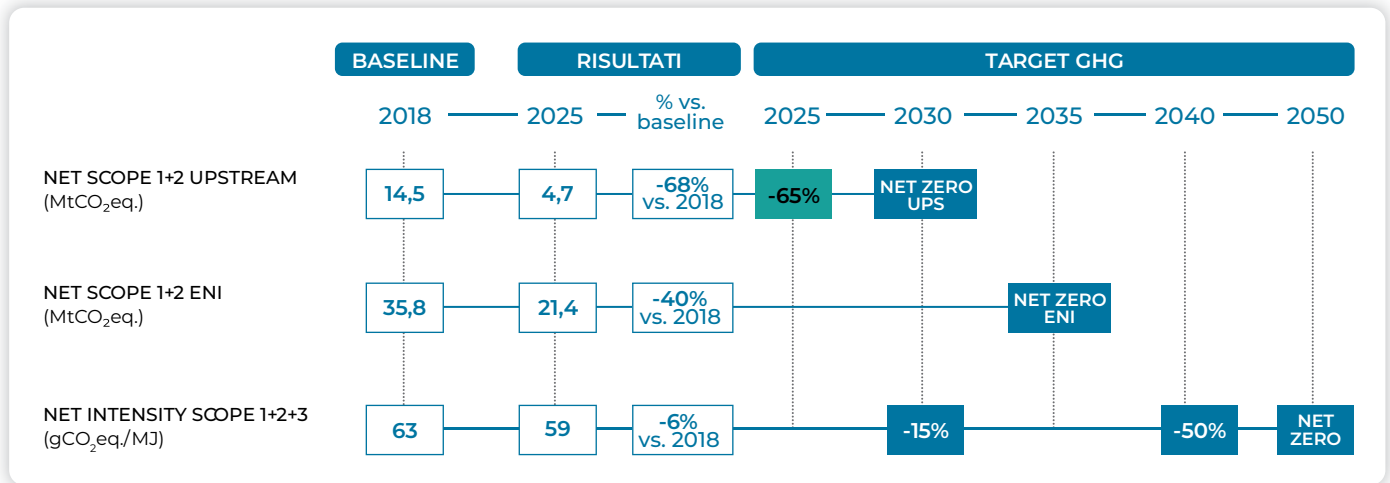 BASELINE RISULTATI TARGET GHG
2018 2025 % vs.
baseline 2025 2030 2035 2040 2050
NET SCOPE 1+2 UPSTREAM
(MtCO₂eq.)
14,5 4,7 -68%
vs. 2018 -65% NET ZERO
UPS
NET SCOPE 1+2 ENI
(MtCO₂eq.)
35,8 21,4 -40%
vs. 2018 NET ZERO
ENI
NET INTENSITY SCOPE 1+2+3
(gCO₂eq./MJ)
63 59 -6%
vs. 2018 -15% -50% NET
ZERO